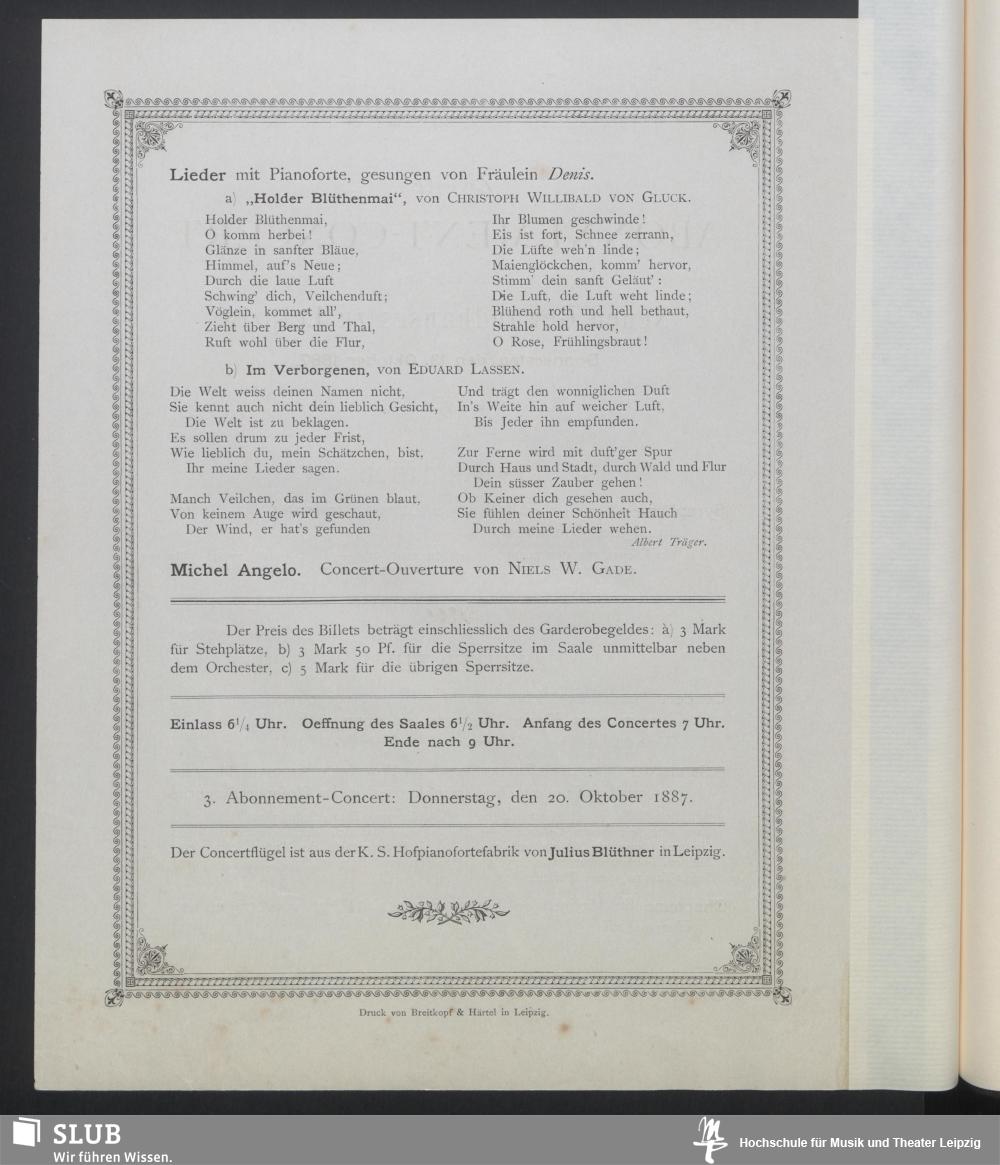 Lieder mit Pianoforte, gesungen von Fräulein Denis.
a) „Holder Blüthenmai“, von CHRISTOPH WILLIBALD VON GLUCK.
Holder Blüthenmai,
O komm herbei!
Glänze in sanfter Bläue,
Himmel, auf's Neue;
Durch die laue Luft
Schwing' dich, Veilchenduft;
Vöglein, kommet all',
Zieht über Berg und Thal,
Ruft wohl über die Flur,
Ihr Blumen geschwinde!
Eis ist fort, Schnee zerrann,
Die Lüfte weh'n linde;
Maienglöckchen, komm' hervor,
Stimm' dein sanft Geläut':
Die Luft, die Luft weht linde;
Blühend roth und hell bethaut,
Strahle hold hervor,
O Rose, Frühlingsbraut!
b) Im Verborgenen, von EDUARD LASSEN.
Die Welt weiss deinen Namen nicht,
Sie kennt auch nicht dein lieblich Gesicht,
Die Welt ist zu beklagen.
Es sollen drum zu jeder Frist,
Wie lieblich du, mein Schätzchen, bist,
Ihr meine Lieder sagen.
Manch Veilchen, das im Grünen blaut,
Von keinem Auge wird geschaut,
Der Wind, er hat's gefunden
Und trägt den wonniglichen Duft
In's Weite hin auf weicher Luft,
Bis Jeder ihn empfunden.
Zur Ferne wird mit duft'ger Spur
Durch Haus und Stadt, durch Wald und Flur
Dein süsser Zauber gehen!
Ob Keiner dich gesehen auch,
Sie fühlen deiner Schönheit Hauch
Durch meine Lieder wehen.
Albert Träger.
Michel Angelo. Concert-Ouverture von NIELS W. GADE.
Der Preis des Billets beträgt einschliesslich des Garderobegeldes: à) 3 Mark
für Stehplätze, b) 3 Mark 50 Pf. für die Sperrsitze im Saale unmittelbar neben
dem Orchester, c) 5 Mark für die übrigen Sperrsitze.
Einlass 6 1/4 Uhr. Oeffnung des Saales 6 1/2 Uhr. Anfang des Concertes 7 Uhr.
Ende nach 9 Uhr.
3. Abonnement-Concert: Donnerstag, den 20. Oktober 1887.
Der Concertflügel ist aus der K. S. Hofpianofortefabrik von Julius Blüthner in Leipzig.
Druck von Breitkopf & Härtel in Leipzig.
SLUB
Wir führen Wissen.
Hochschule für Musik und Theater Leipzig